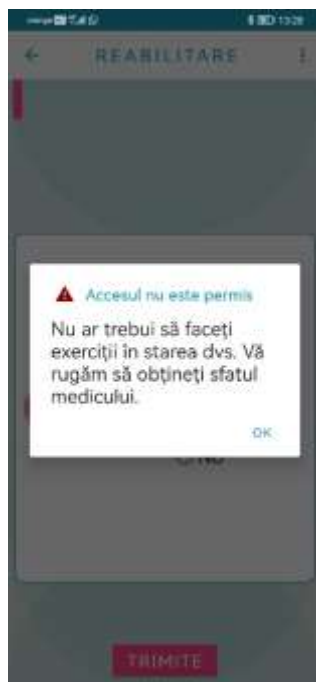 REABILITARE
Accesul nu este permis
Nu ar trebui să faceți
exerciții în starea dvs. Vă
rugăm să obțineți sfatul
medicului.
OK
TRIMITE